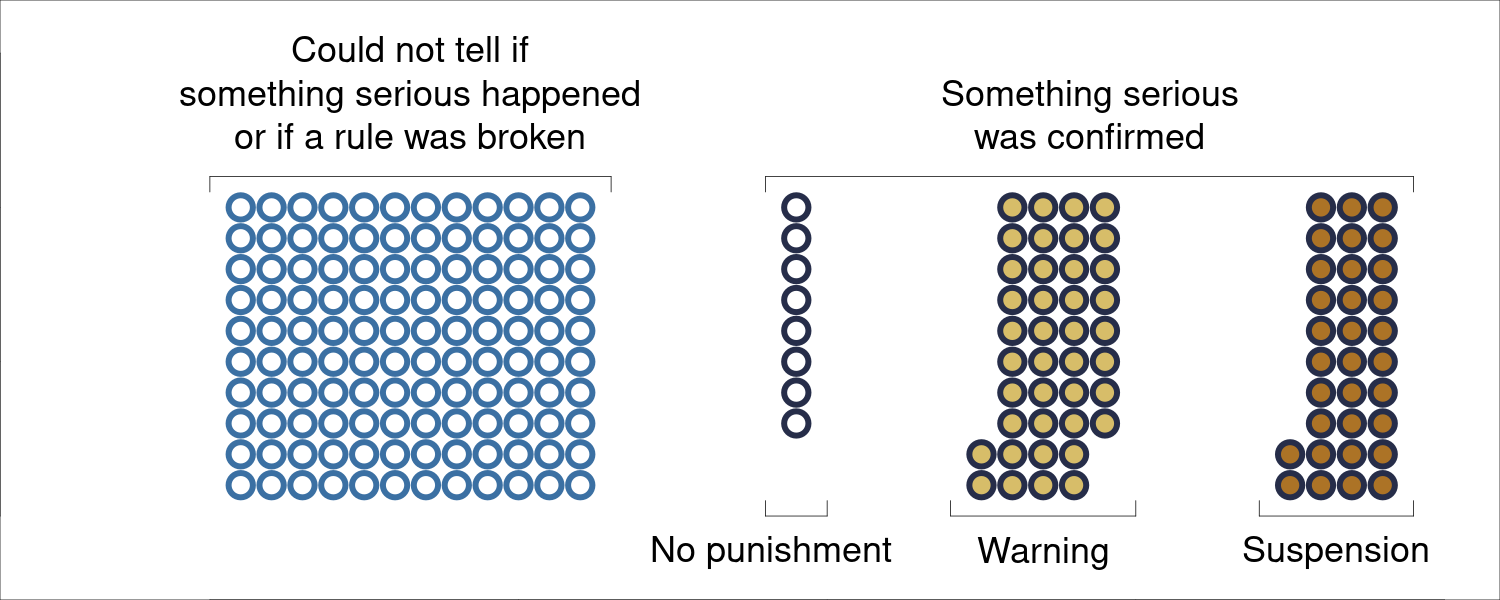 Could not tell if
something serious happened
or if a rule was broken
Something serious
was confirmed
No punishment
Warning
Suspension